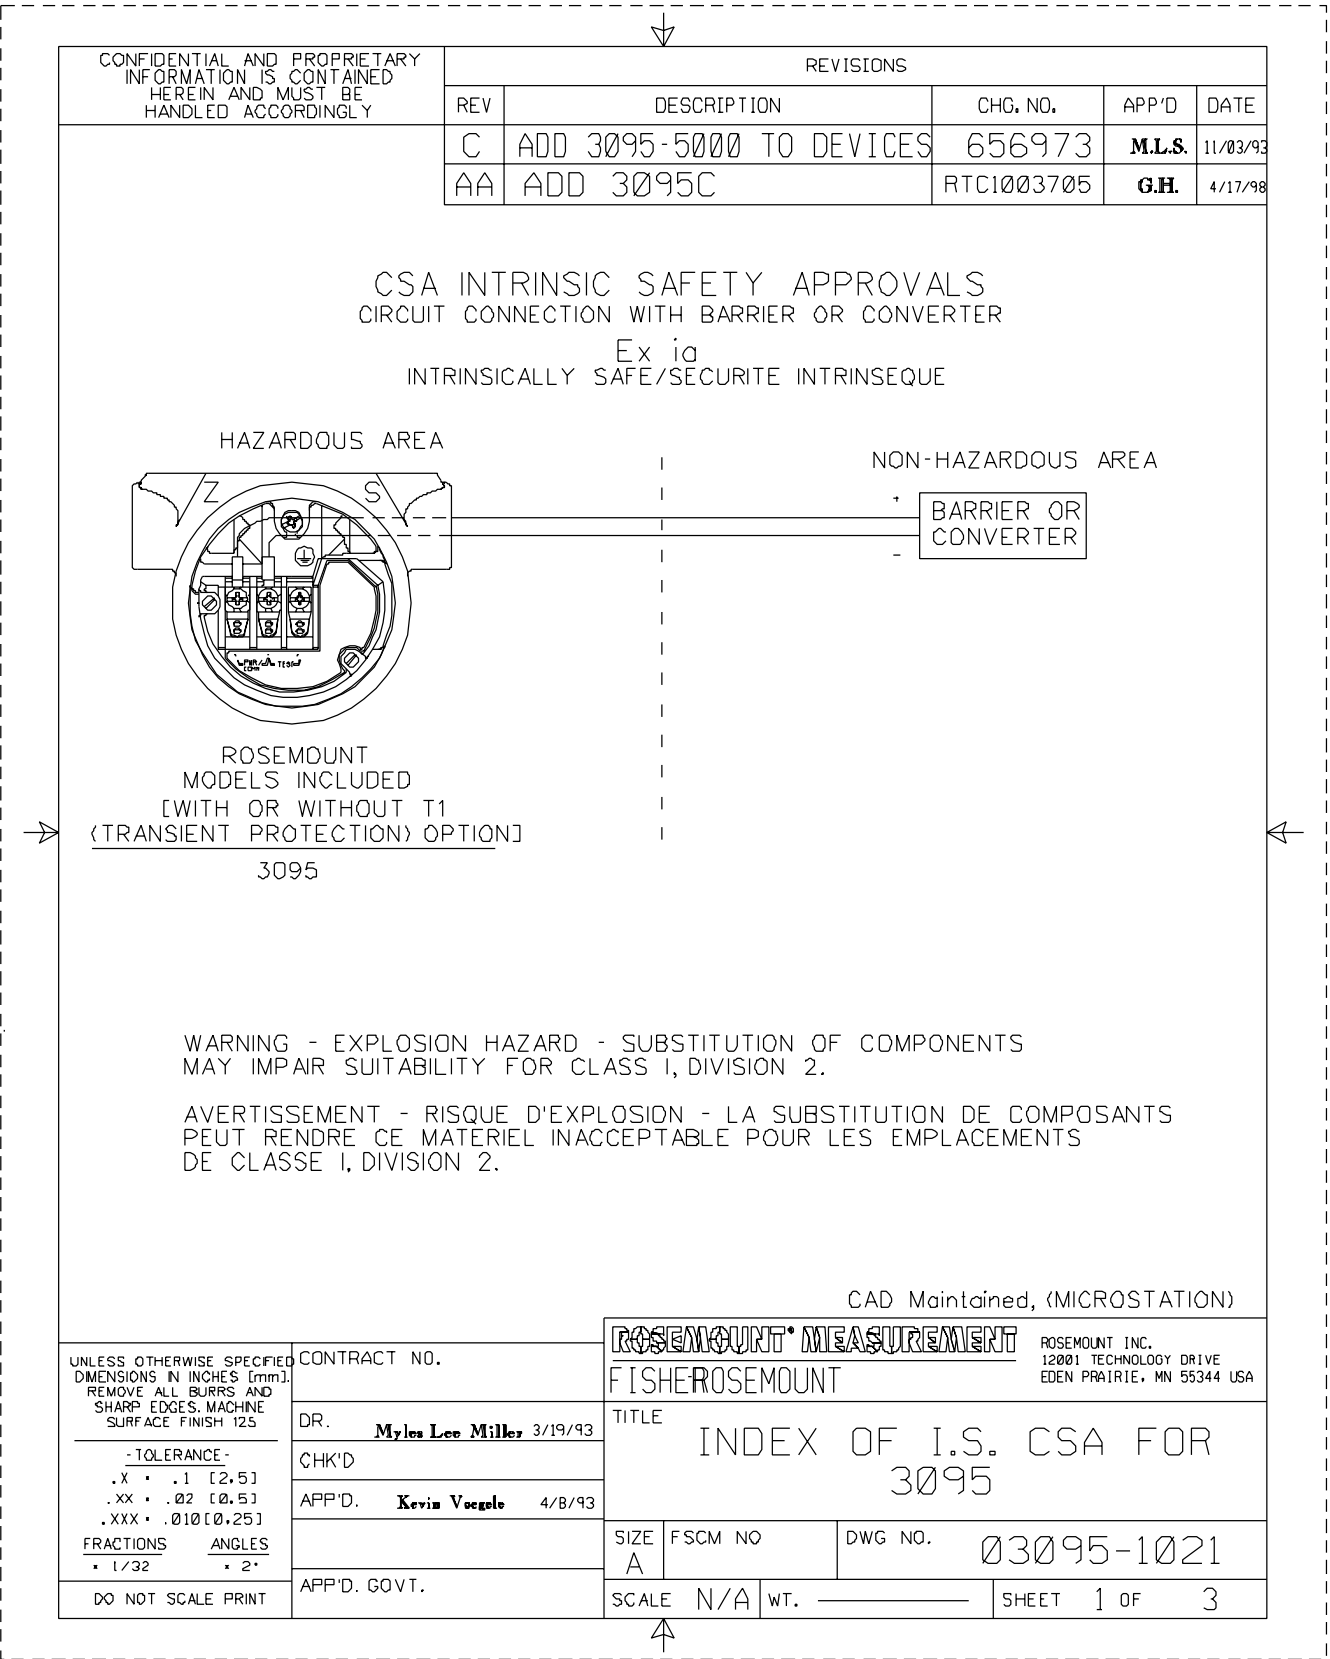 CONFIDENTIAL AND PROPRIETARY
INFORMATION IS CONTAINED
HEREIN AND MUST BE
HANDLED ACCORDINGLY
REVISIONS
REV DESCRIPTION CHG. NO. APP'D DATE
C ADD 3095-5000 TO DEVICES 656973 M.L.S. 11/03/93
AA ADD 3095C RTC1003705 G.H. 4/17/98
CSA INTRINSIC SAFETY APPROVALS
CIRCUIT CONNECTION WITH BARRIER OR CONVERTER
Ex ia
INTRINSICALLY SAFE/SECURITE INTRINSEQUE
HAZARDOUS AREA
NON-HAZARDOUS AREA
Z S
+
BARRIER OR
CONVERTER
-
PWR/ TEST
COMM
ROSEMOUNT
MODELS INCLUDED
[WITH OR WITHOUT T1
(TRANSIENT PROTECTION) OPTION]
3095
WARNING - EXPLOSION HAZARD - SUBSTITUTION OF COMPONENTS
MAY IMPAIR SUITABILITY FOR CLASS I, DIVISION 2.
AVERTISSEMENT - RISQUE D'EXPLOSION - LA SUBSTITUTION DE COMPOSANTS
PEUT RENDRE CE MATERIEL INACCEPTABLE POUR LES EMPLACEMENTS
DE CLASSE I, DIVISION 2.
CAD Maintained, (MICROSTATION)
UNLESS OTHERWISE SPECIFIED
DIMENSIONS IN INCHES [mm].
REMOVE ALL BURRS AND
SHARP EDGES. MACHINE
SURFACE FINISH 125
-TOLERANCE-
.X • .1 [2,5]
.XX • .02 [0,5]
.XXX • .010[0,25]
FRACTIONS ANGLES
• 1/32 • 2°
DO NOT SCALE PRINT
CONTRACT NO.
DR. Myles Lee Miller 3/19/93
CHK'D
APP'D. Kevin Voegele 4/8/93
APP'D. GOVT.
ROSEMOUNT® MEASUREMENT
FISHER-ROSEMOUNT
ROSEMOUNT INC.
12001 TECHNOLOGY DRIVE
EDEN PRAIRIE, MN 55344 USA
TITLE
INDEX OF I.S. CSA FOR
3095
SIZE A
FSCM NO
DWG NO. 03095-1021
SCALE N/A WT. SHEET 1 OF 3